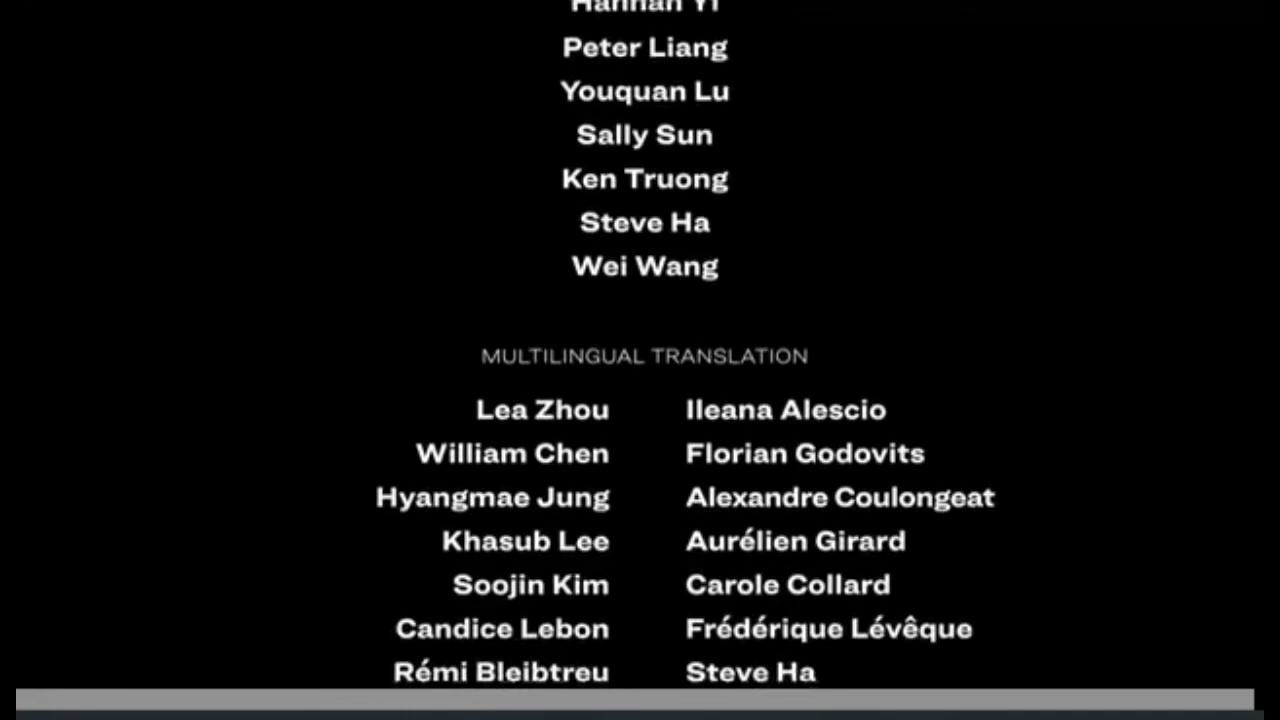 Hannah Yi
Peter Liang
Youquan Lu
Sally Sun
Ken Truong
Steve Ha
Wei Wang
MULTILINGUAL TRANSLATION
Lea Zhou Ileana Alescio
William Chen Florian Godovits
Hyangmae Jung Alexandre Coulongeat
Khasub Lee Aurélien Girard
Soojin Kim Carole Collard
Candice Lebon Frédérique Lévêque
Rémi Bleibtreu Steve Ha